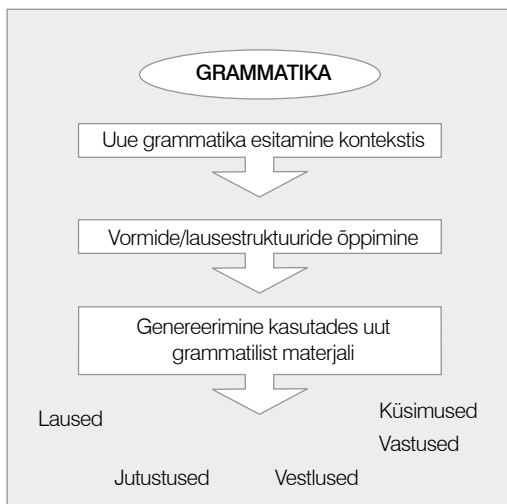 GRAMMATIKA
Uue grammatika esitamine kontekstis
Vormide/lausestruktuuride õppimine
Genereerimine kasutades uut
grammatilist materjali
Laused
Küsimused
Vastused
Jutustused
Vestlused